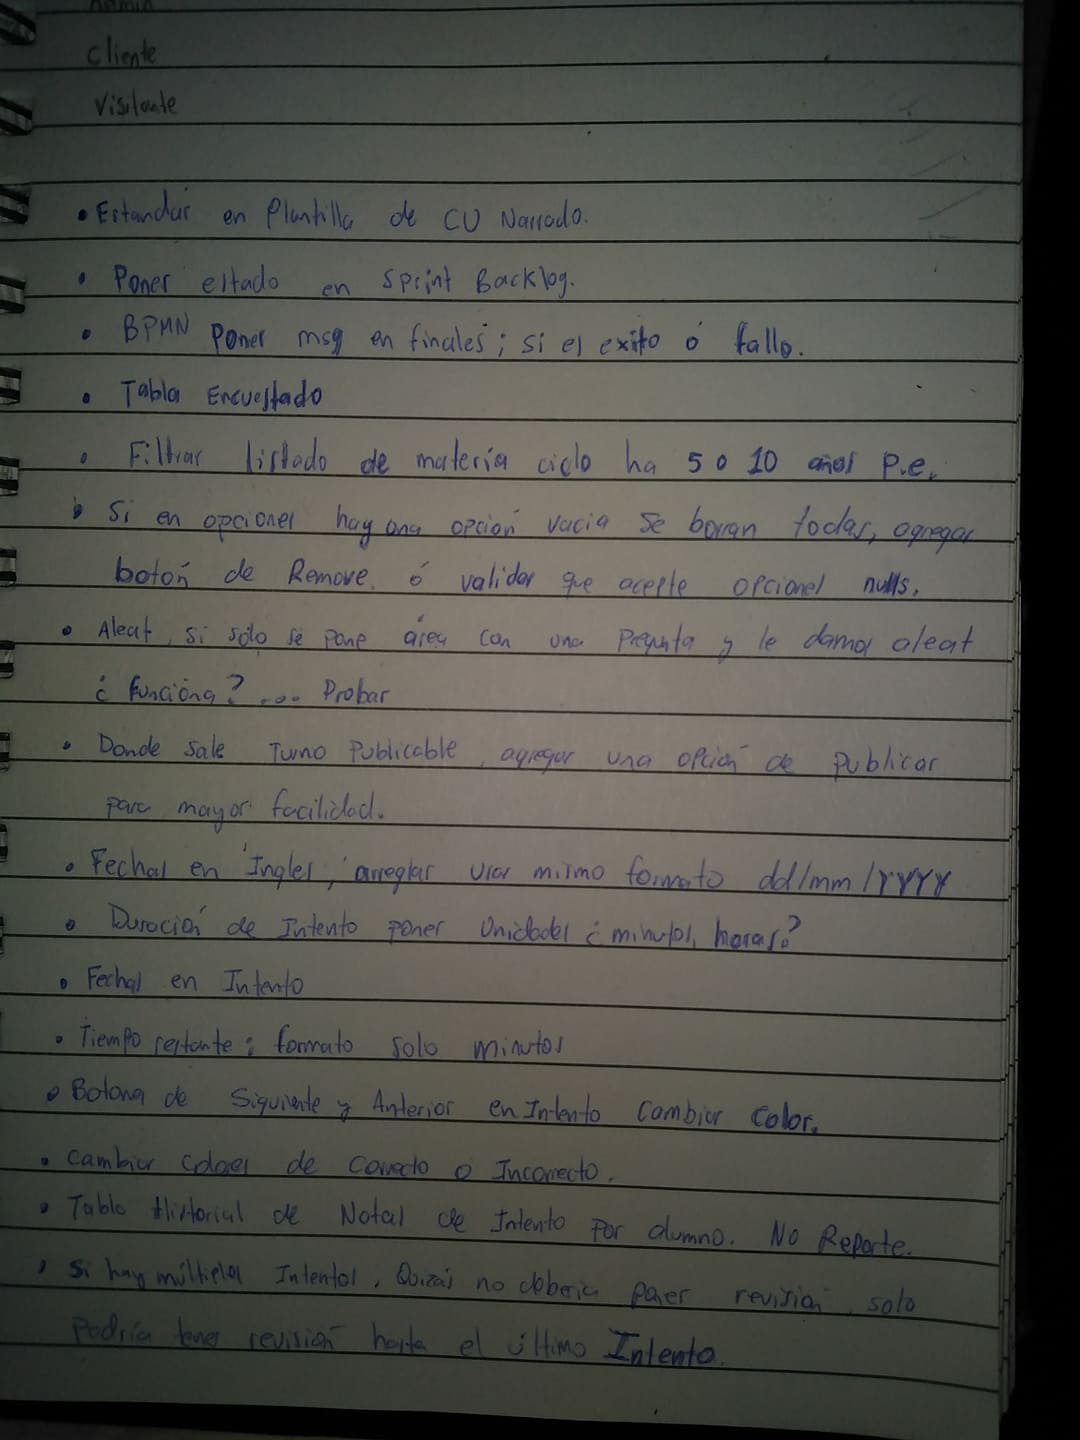 Admin
Cliente
Visitante
• Estandar en Plantilla de CU Narrado.
• Poner estado en Sprint Backlog.
• BPMN Poner msg en finales; si es exito ó fallo.
• Tabla Encuestado
• Filtrar listado de materia ciclo ha 5 o 10 años P.e.
• Si en opciones hay una opción vacia se borran todas, agregar
botón de Remove. ó validar que acepte opciones nulls.
• Aleat, si sólo se pone área con una Pregunta y le damos aleat
¿funciona? ... Probar
• Donde sale Turno Publicable, agregar una opción de publicar
para mayor facilidad.
• Fechas en Ingles, arreglar usar mismo formato dd/mm/YYYY
• Duración de Intento poner Unidades ¿minutos, horas?
• Fechas en Intento
• Tiempo restante: formato solo minutos
• Botona de Siguiente y Anterior en Intento Cambiar Color.
• Cambiar colores de Correcto o Incorrecto.
• Tabla Historial de Notas de Intento por alumno. No Reporte.
• Si hay múltiples Intentos, Quizás no deberia poner revisión, solo
podría tener revisión hasta el último Intento.